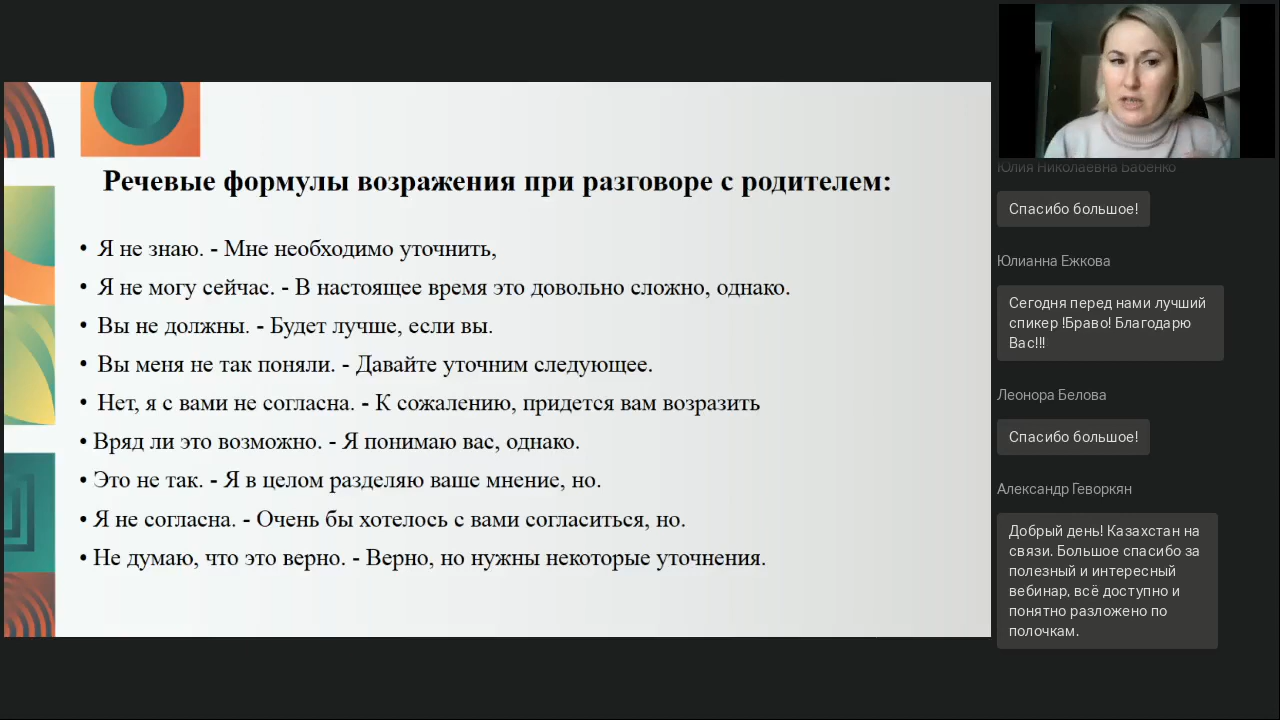 Речевые формулы возражения при разговоре с родителем:
• Я не знаю. - Мне необходимо уточнить,
• Я не могу сейчас. - В настоящее время это довольно сложно, однако.
• Вы не должны. - Будет лучше, если вы.
• Вы меня не так поняли. - Давайте уточним следующее.
• Нет, я с вами не согласна. - К сожалению, придется вам возразить
• Вряд ли это возможно. - Я понимаю вас, однако.
• Это не так. - Я в целом разделяю ваше мнение, но.
• Я не согласна. - Очень бы хотелось с вами согласиться, но.
• Не думаю, что это верно. - Верно, но нужны некоторые уточнения.
Юлия Николаевна Бабенко
Спасибо большое!
Юлианна Ежкова
Сегодня перед нами лучший
спикер !Браво! Благодарю
Вас!!!
Леонора Белова
Спасибо большое!
Александр Геворкян
Добрый день! Казахстан на
связи. Большое спасибо за
полезный и интересный
вебинар, всё доступно и
понятно разложено по
полочкам.